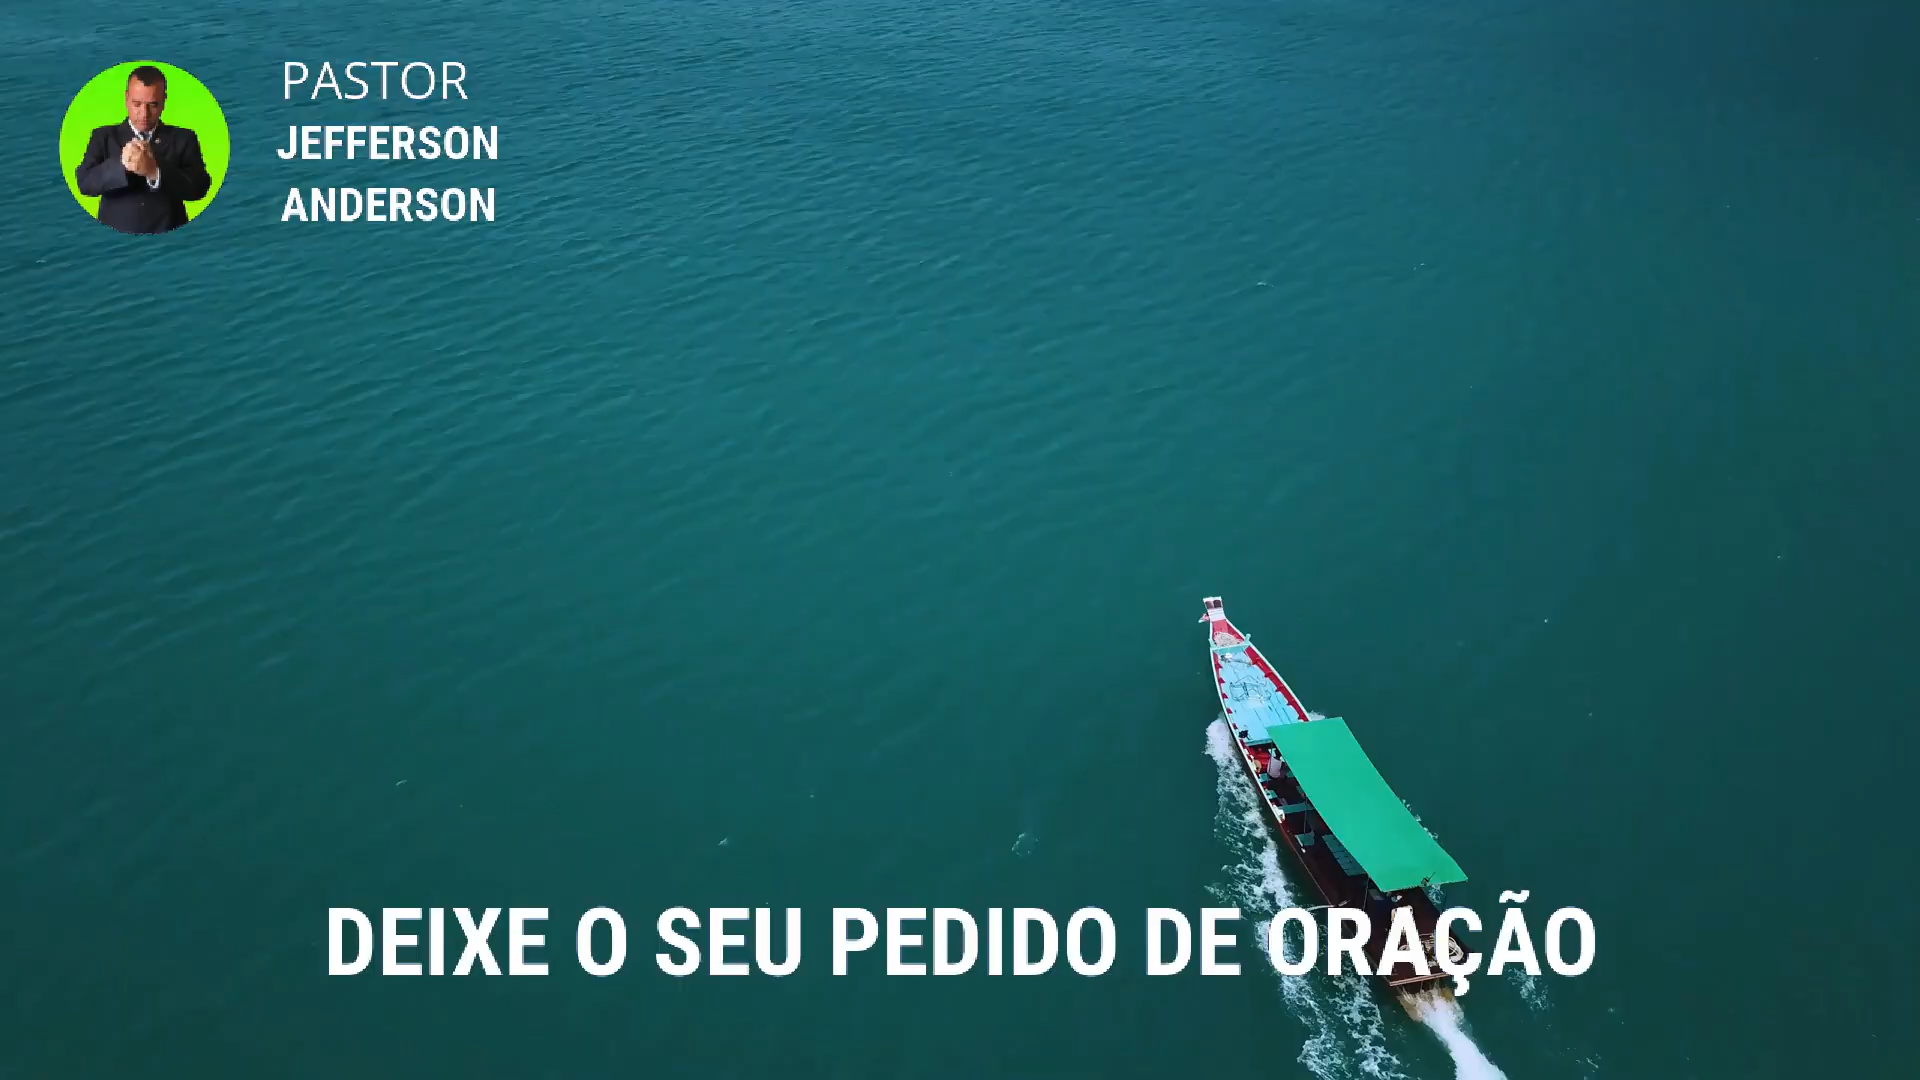 PASTOR
JEFFERSON
ANDERSON
DEIXE O SEU PEDIDO DE ORAÇÃO